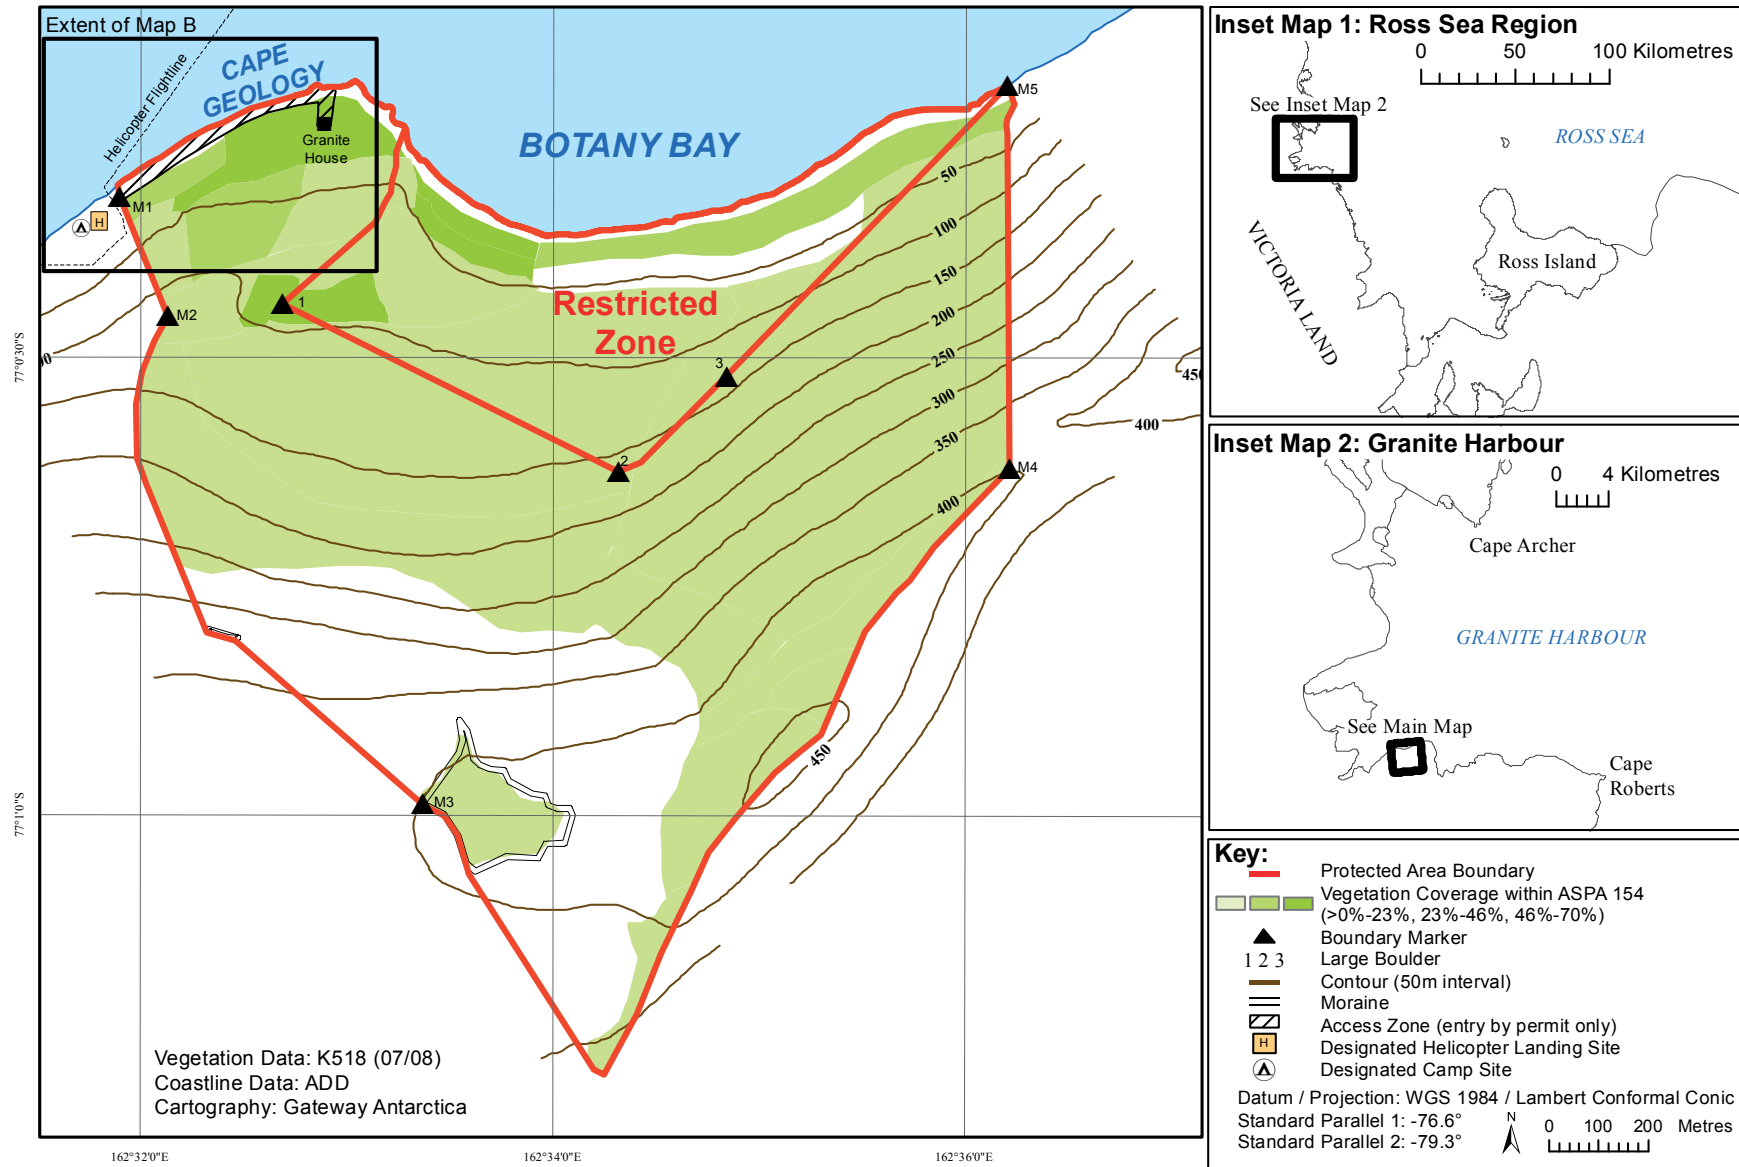 Extent of Map B
Helicopter Flightline
CAPE
GEOLOGY
Granite
House
BOTANY BAY
M1
H
M2
1
Restricted
Zone
2
3
M5
M4
M3
50
100
150
200
250
300
350
400
450
450
400
00
77°0'30"S
77°1'0"S
Vegetation Data: K518 (07/08)
Coastline Data: ADD
Cartography: Gateway Antarctica
162°32'0"E
162°34'0"E
162°36'0"E
Inset Map 1: Ross Sea Region
0 50 100 Kilometres
See Inset Map 2
ROSS SEA
VICTORIA LAND
Ross Island
Inset Map 2: Granite Harbour
0 4 Kilometres
Cape Archer
GRANITE HARBOUR
See Main Map
Cape
Roberts
Key:
Protected Area Boundary
Vegetation Coverage within ASPA 154
(>0%-23%, 23%-46%, 46%-70%)
Boundary Marker
1 2 3 Large Boulder
Contour (50m interval)
Moraine
Access Zone (entry by permit only)
H Designated Helicopter Landing Site
Designated Camp Site
Datum / Projection: WGS 1984 / Lambert Conformal Conic
Standard Parallel 1: -76.6°
Standard Parallel 2: -79.3°
N
0 100 200 Metres